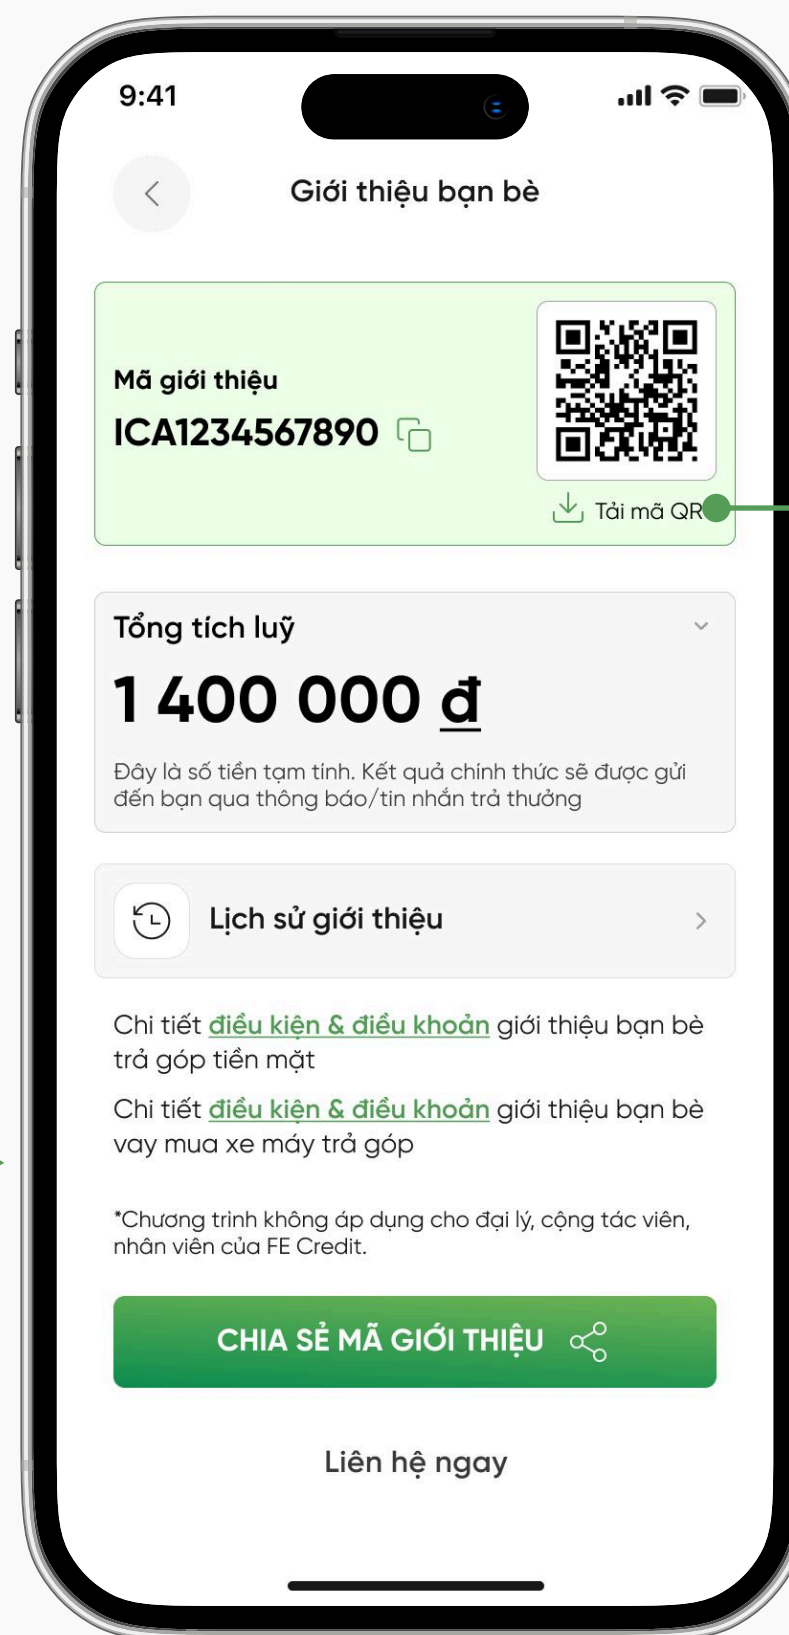 9:41
Giới thiệu bạn bè
Mã giới thiệu
ICA1234567890
Tải mã QR
Tổng tích luỹ
1 400 000 đ
Đây là số tiền tạm tính. Kết quả chính thức sẽ được gửi
đến bạn qua thông báo/tin nhắn trả thưởng
Lịch sử giới thiệu
Chi tiết điều kiện & điều khoản giới thiệu bạn bè
trả góp tiền mặt
Chi tiết điều kiện & điều khoản giới thiệu bạn bè
vay mua xe máy trả góp
*Chương trình không áp dụng cho đại lý, cộng tác viên,
nhân viên của FE Credit.
CHIA SẺ MÃ GIỚI THIỆU
Liên hệ ngay